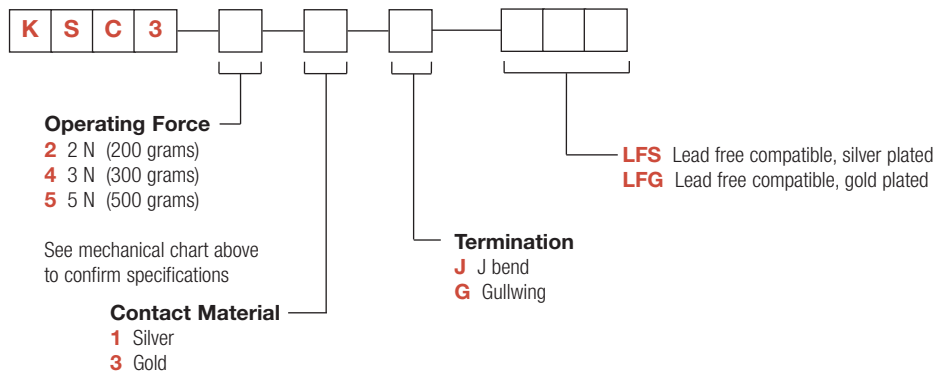 K S C 3
Operating Force
2 2 N (200 grams)
4 3 N (300 grams)
5 5 N (500 grams)
See mechanical chart above
to confirm specifications
Contact Material
1 Silver
3 Gold
Termination
J J bend
G Gullwing
LFS Lead free compatible, silver plated
LFG Lead free compatible, gold plated